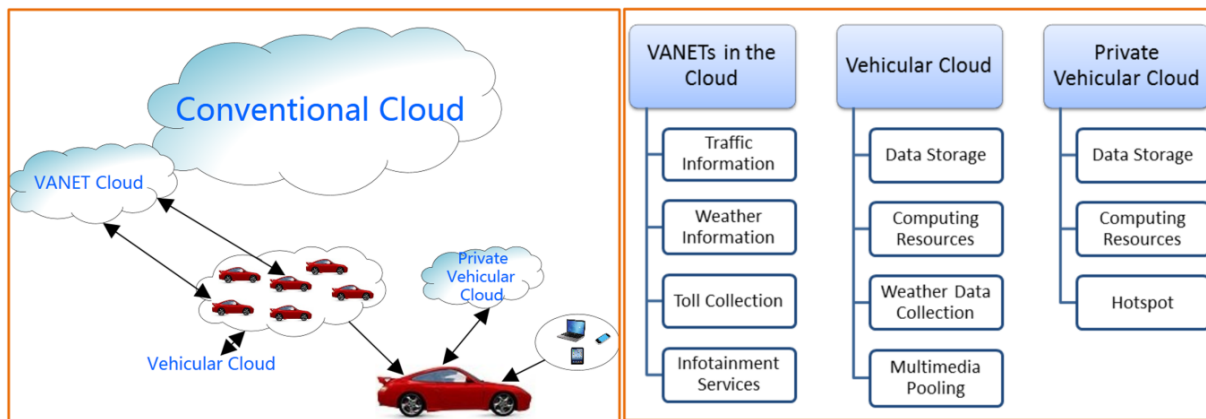 Conventional Cloud
VANET Cloud
Private
Vehicular
Cloud
Vehicular Cloud
VANETs in the
Cloud
Traffic
Information
Weather
Information
Toll Collection
Infotainment
Services
Vehicular Cloud
Data Storage
Computing
Resources
Weather Data
Collection
Multimedia
Pooling
Private
Vehicular Cloud
Data Storage
Computing
Resources
Hotspot